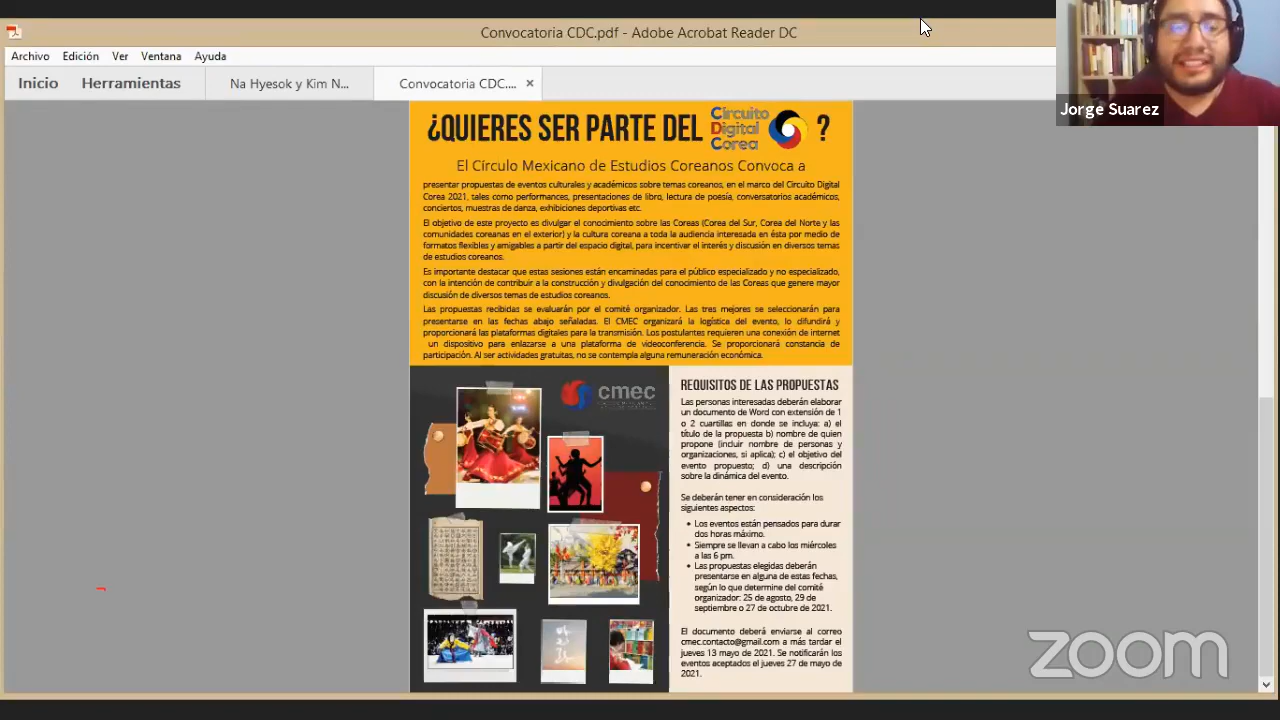 Convocatoria CDC.pdf - Adobe Acrobat Reader DC
Archivo Edición Ver Ventana Ayuda
Inicio Herramientas Na Hyesok y Kim N... Convocatoria CDC.... ×
Jorge Suarez
¿QUIERES SER PARTE DEL Circuito Digital Corea ?
El Círculo Mexicano de Estudios Coreanos Convoca a
presentar propuestas de eventos culturales y académicos sobre temas coreanos, en el marco del Circuito Digital
Corea 2021, tales como performances, presentaciones de libro, lectura de poesía, conversatorios académicos,
conciertos, muestras de danza, exhibiciones deportivas etc.
El objetivo de este proyecto es divulgar el conocimiento sobre las Coreas (Corea del Sur, Corea del Norte y las
comunidades coreanas en el exterior) y la cultura coreana a toda la audiencia interesada en ésta por medio de
formatos flexibles y amigables a partir del espacio digital, para incentivar el interés y discusión en diversos temas
de estudios coreanos.
Es importante destacar que estas sesiones están encaminadas para el público especializado y no especializado,
con la intención de contribuir a la construcción y divulgación del conocimiento de las Coreas que genere mayor
discusión de diversos temas de estudios coreanos.
Las propuestas recibidas se evaluarán por el comité organizador. Las tres mejores se seleccionarán para
presentarse en las fechas abajo señaladas. El CMEC organizará la logística del evento, lo difundirá y
proporcionará las plataformas digitales para la transmisión. Los postulantes requieren una conexión de internet
un dispositivo para enlazarse a una plataforma de videoconferencia. Se proporcionará constancia de
participación. Al ser actividades gratuitas, no se contempla alguna remuneración económica.
cmec
REQUISITOS DE LAS PROPUESTAS
Las personas interesadas deberán elaborar
un documento de Word con extensión de 1
o 2 cuartillas en donde se incluya: a) el
título de la propuesta b) nombre de quien
propone (incluir nombre de personas y
organizaciones, si aplica); c) el objetivo del
evento propuesto; d) una descripción
sobre la dinámica del evento.
Se deberán tener en consideración los
siguientes aspectos:
• Los eventos están pensados para durar
dos horas máximo.
• Siempre se llevan a cabo los miércoles
a las 6 pm.
• Las propuestas elegidas deberán
presentarse en alguna de estas fechas,
según lo que determine del comité
organizador: 25 de agosto, 29 de
septiembre o 27 de octubre de 2021.
El documento deberá enviarse al correo
cmec.contacto@gmail.com a más tardar el
jueves 13 mayo de 2021. Se notificarán los
eventos aceptados el jueves 27 de mayo de
2021.
zoom